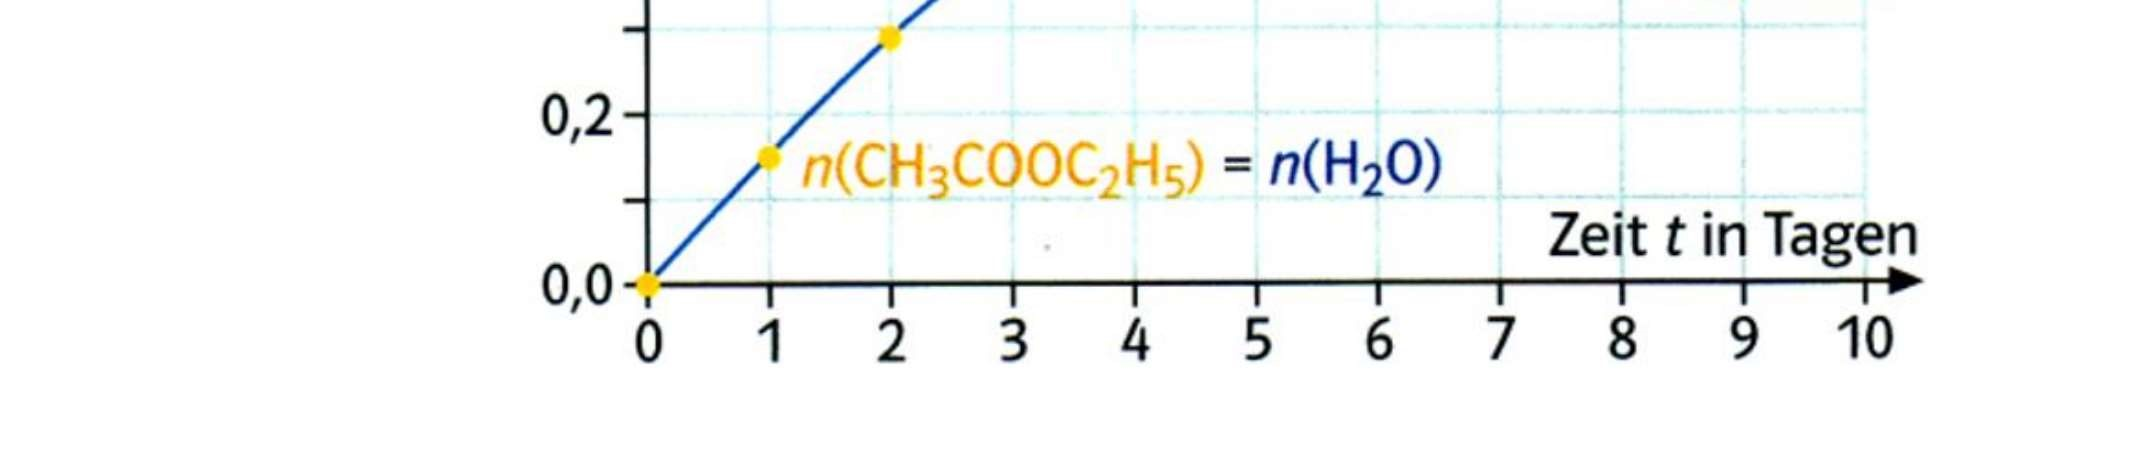 0,2
n(CH₃COOC₂H₅) = n(H₂O)
Zeit t in Tagen
0,0
0 1 2 3 4 5 6 7 8 9 10